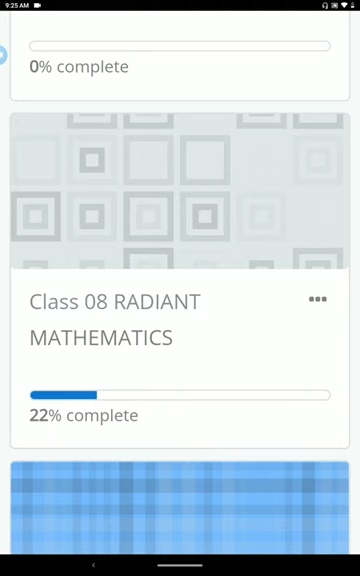 9:25 AM
0% complete
Class 08 RADIANT
MATHEMATICS
22% complete